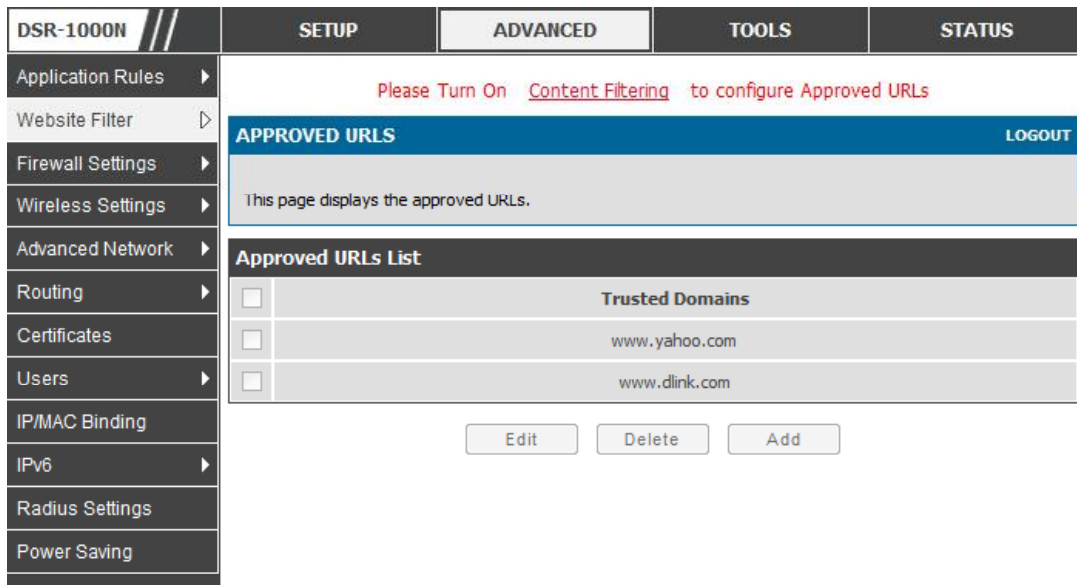 DSR-1000N
SETUP
ADVANCED
TOOLS
STATUS
Application Rules
Website Filter
Firewall Settings
Wireless Settings
Advanced Network
Routing
Certificates
Users
IP/MAC Binding
IPv6
Radius Settings
Power Saving
Please Turn On Content Filtering to configure Approved URLs
APPROVED URLS LOGOUT
This page displays the approved URLs.
Approved URLs List
Trusted Domains
www.yahoo.com
www.dlink.com
Edit Delete Add